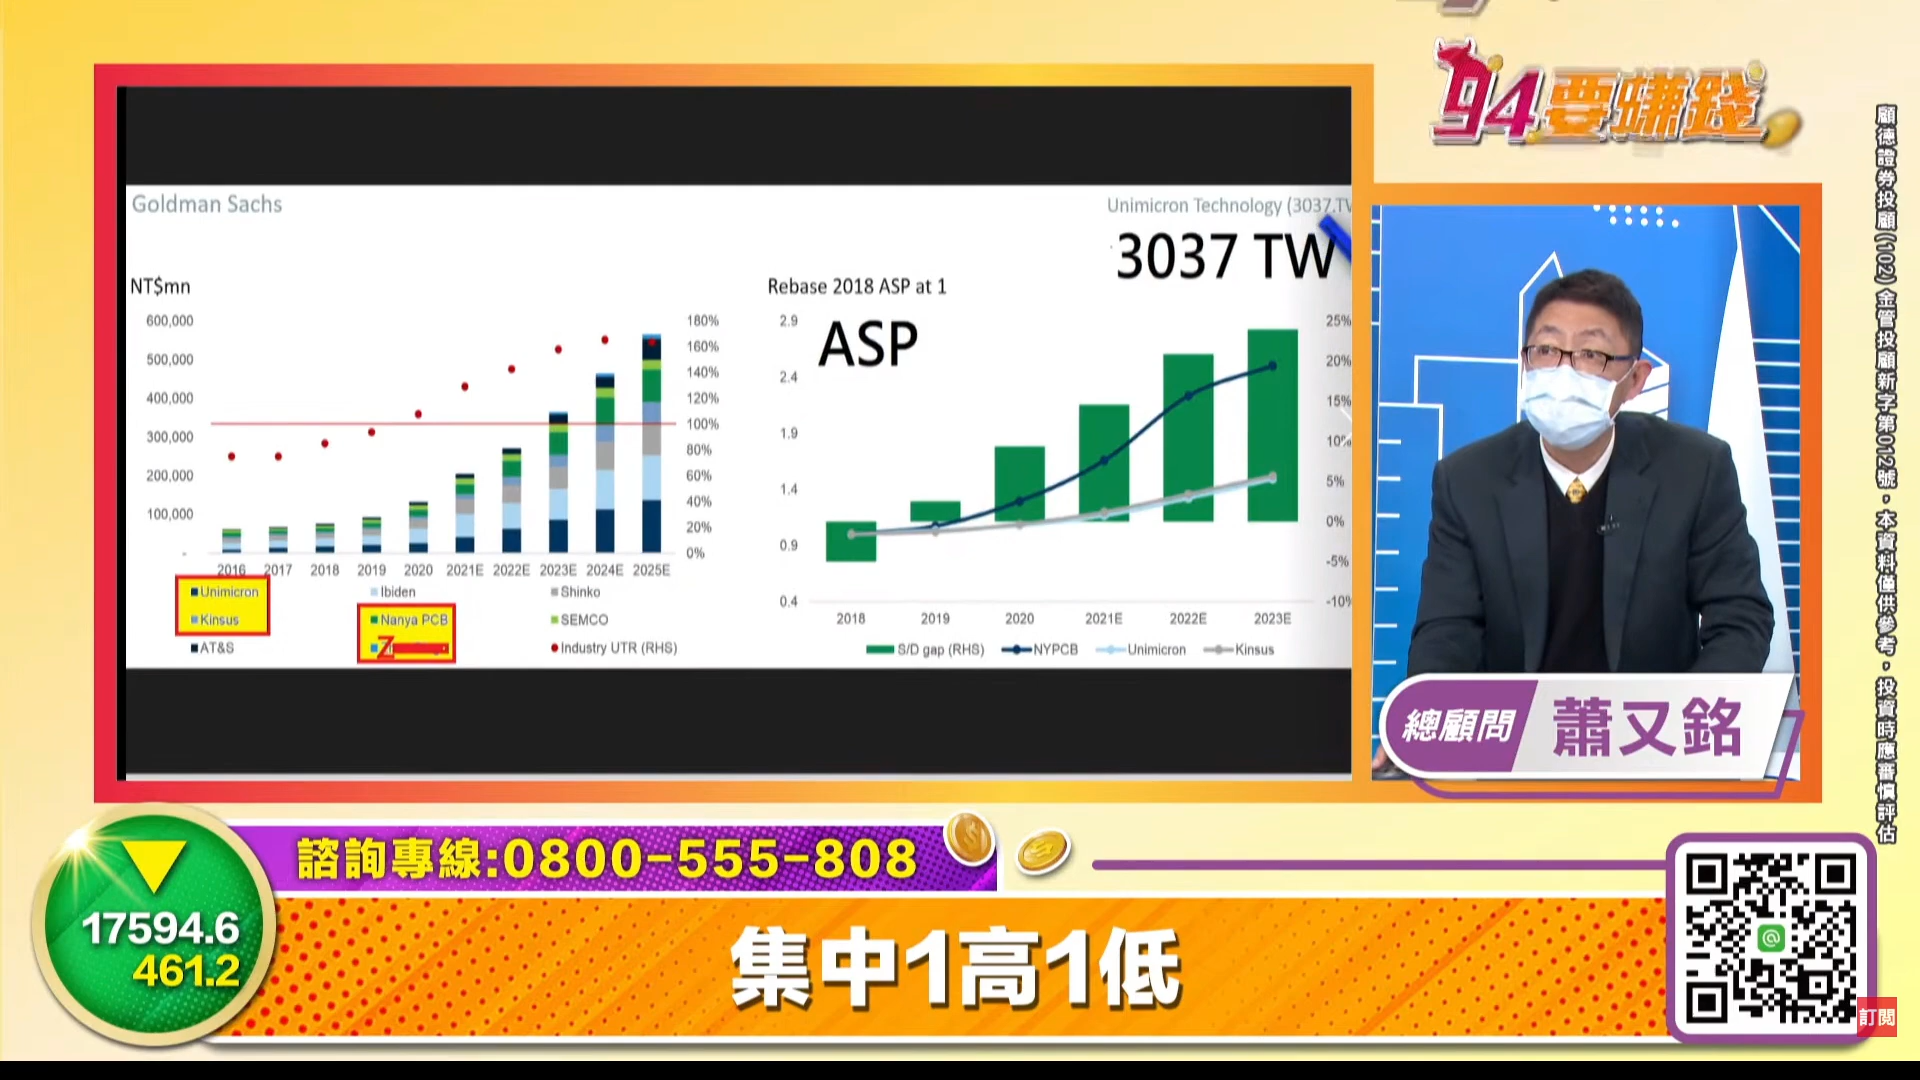 94要賺錢
顧德證券投顧(102)金管投顧新字第012號，本資料僅供參考，投資時應審慎評估
Goldman Sachs
Unimicron Technology (3037.TW
3037 TW
NT$mn
600,000
500,000
400,000
300,000
200,000
100,000
-
180%
160%
140%
120%
100%
80%
60%
40%
20%
0%
2016 2017 2018 2019 2020 2021E 2022E 2023E 2024E 2025E
Unimicron Ibiden Shinko
Kinsus Nanya PCB SEMCO
AT&S Z Industry UTR (RHS)
Rebase 2018 ASP at 1
ASP
2.9
2.4
1.9
1.4
0.9
0.4
25%
20%
15%
10%
5%
0%
-5%
-10%
2018 2019 2020 2021E 2022E 2023E
S/D gap (RHS) NYPCB Unimicron Kinsus
總顧問 蕭又銘
諮詢專線:0800-555-808
17594.6
461.2
集中1高1低
訂閱